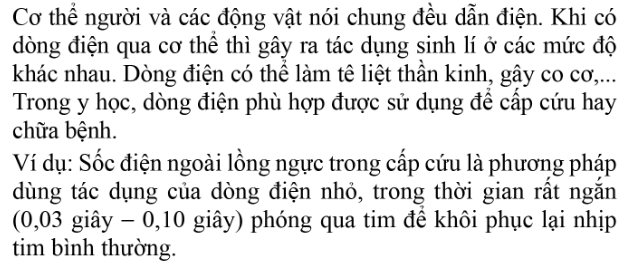 Cơ thể người và các động vật nói chung đều dẫn điện. Khi có
dòng điện qua cơ thể thì gây ra tác dụng sinh lí ở các mức độ
khác nhau. Dòng điện có thể làm tê liệt thần kinh, gây co cơ,...
Trong y học, dòng điện phù hợp được sử dụng để cấp cứu hay
chữa bệnh.
Ví dụ: Sốc điện ngoài lồng ngực trong cấp cứu là phương pháp
dùng tác dụng của dòng điện nhỏ, trong thời gian rất ngắn
(0,03 giây – 0,10 giây) phóng qua tim để khôi phục lại nhịp
tim bình thường.